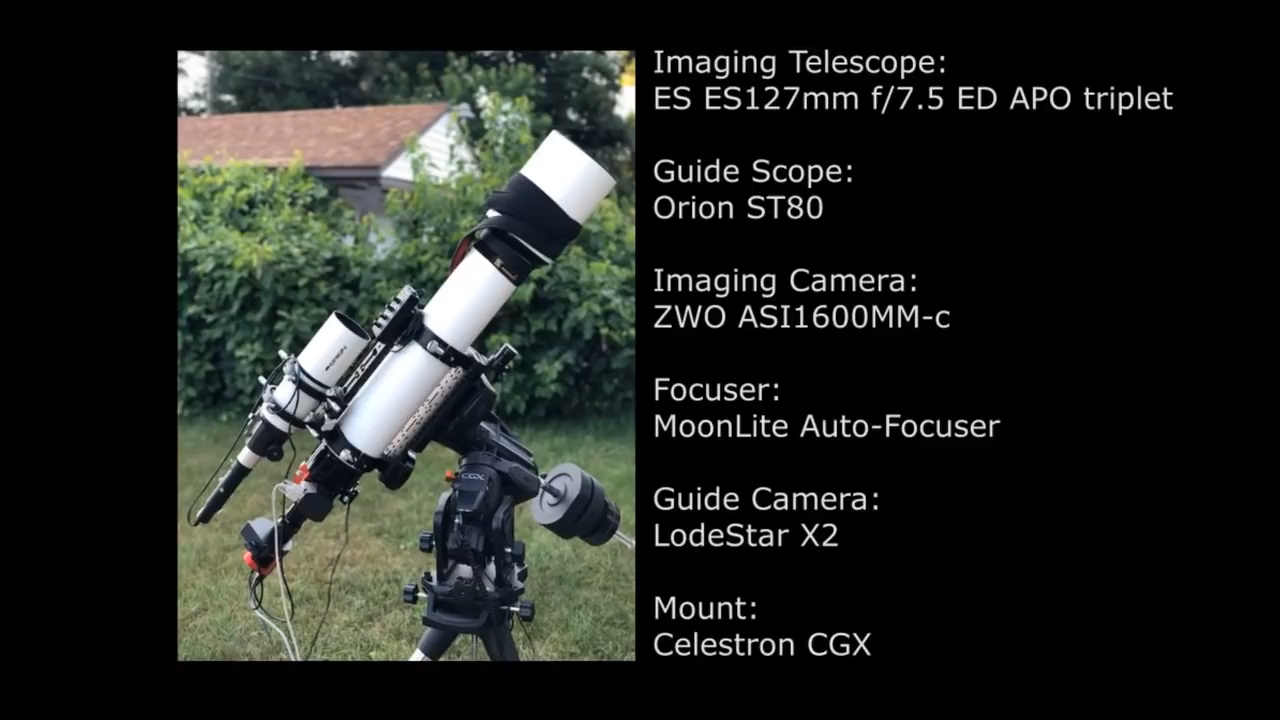 Imaging Telescope:
ES ES127mm f/7.5 ED APO triplet
Guide Scope:
Orion ST80
Imaging Camera:
ZWO ASI1600MM-c
Focuser:
MoonLite Auto-Focuser
Guide Camera:
LodeStar X2
Mount:
Celestron CGX
CGX
ORION